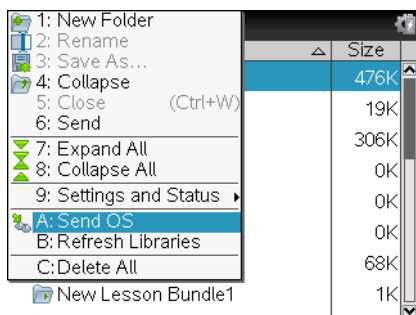 1: New Folder
2: Rename
3: Save As...
4: Collapse
5: Close (Ctrl+W)
6: Send
7: Expand All
8: Collapse All
9: Settings and Status
A: Send OS
B: Refresh Libraries
C: Delete All
New Lesson Bundle1
Size
476K
19K
306K
0K
0K
0K
68K
1K